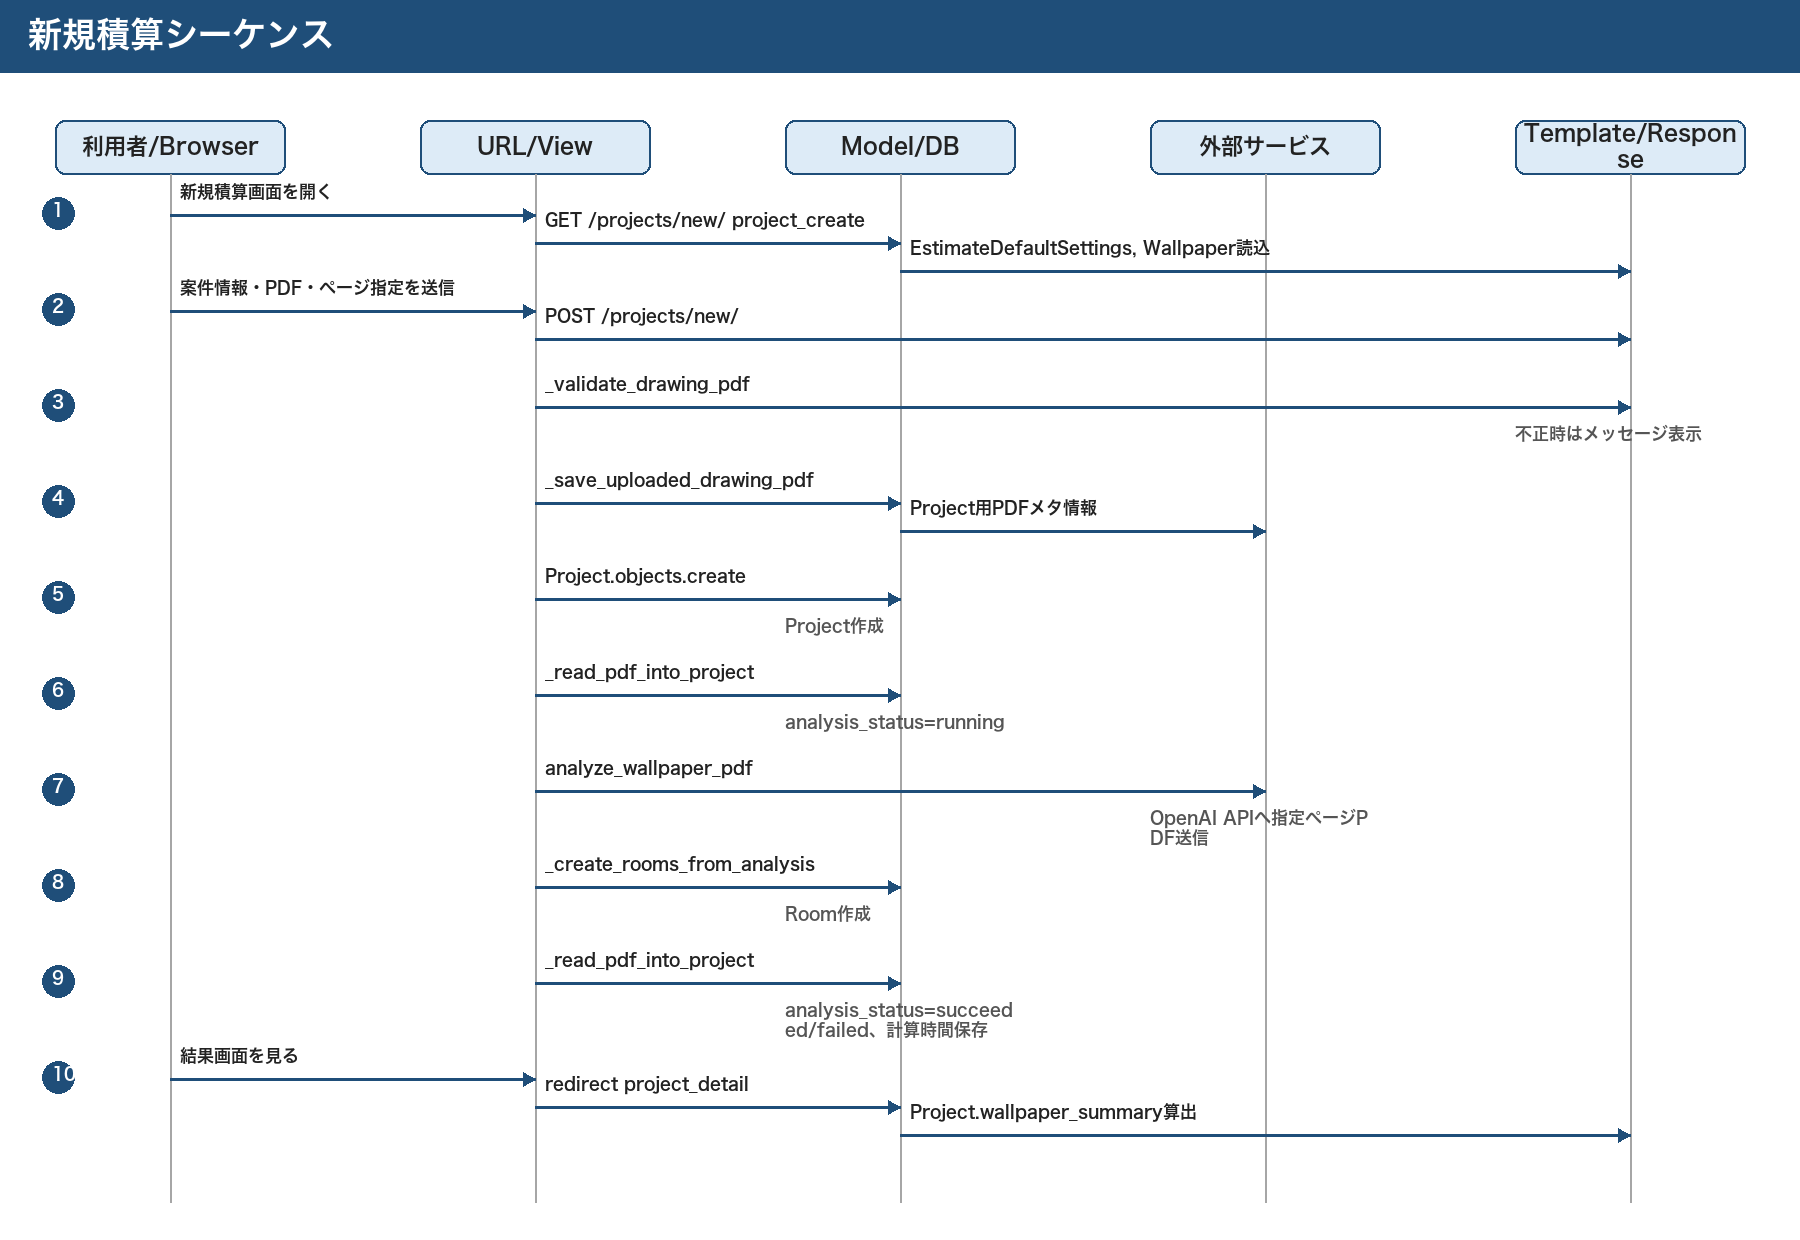 新規積算シーケンス
利用者/Browser
URL/View
Model/DB
外部サービス
Template/Respon
se
1
新規積算画面を開く
GET /projects/new/ project_create
EstimateDefaultSettings, Wallpaper読込
2
案件情報・PDF・ページ指定を送信
POST /projects/new/
3
_validate_drawing_pdf
不正時はメッセージ表示
4
_save_uploaded_drawing_pdf
Project用PDFメタ情報
5
Project.objects.create
Project作成
6
_read_pdf_into_project
analysis_status=running
7
analyze_wallpaper_pdf
OpenAI APIへ指定ページP
DF送信
8
_create_rooms_from_analysis
Room作成
9
_read_pdf_into_project
analysis_status=succeed
ed/failed、計算時間保存
10
結果画面を見る
redirect project_detail
Project.wallpaper_summary算出